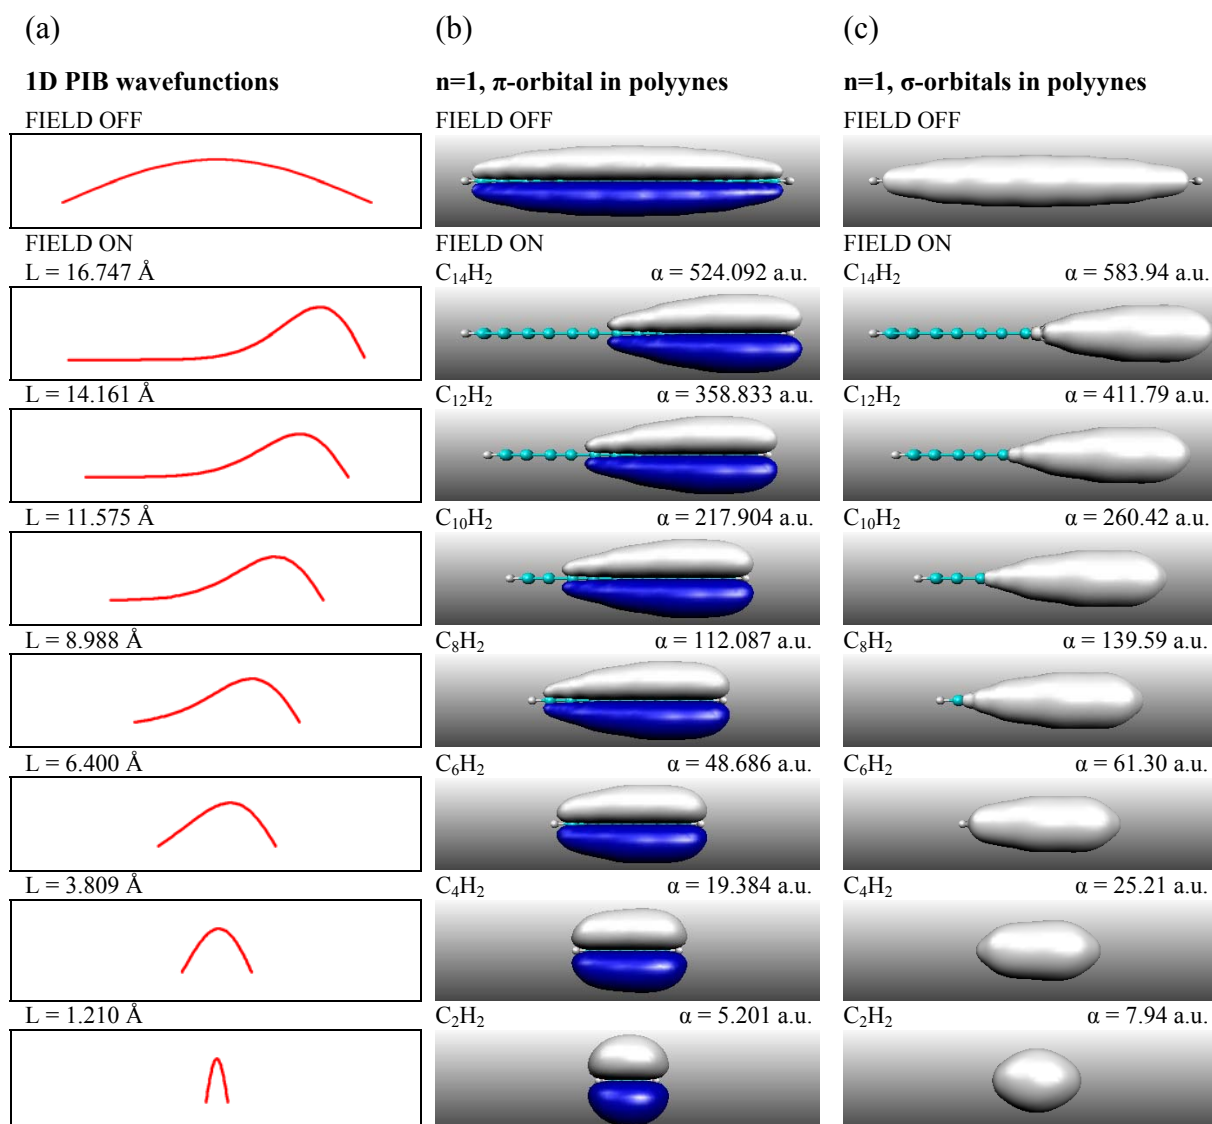 (a)
1D PIB wavefunctions
FIELD OFF
FIELD ON
L = 16.747 Å
L = 14.161 Å
L = 11.575 Å
L = 8.988 Å
L = 6.400 Å
L = 3.809 Å
L = 1.210 Å
(b)
n=1, π-orbital in polyynes
FIELD OFF
FIELD ON
C₁₄H₂ α = 524.092 a.u.
C₁₂H₂ α = 358.833 a.u.
C₁₀H₂ α = 217.904 a.u.
C₈H₂ α = 112.087 a.u.
C₆H₂ α = 48.686 a.u.
C₄H₂ α = 19.384 a.u.
C₂H₂ α = 5.201 a.u.
(c)
n=1, σ-orbitals in polyynes
FIELD OFF
FIELD ON
C₁₄H₂ α = 583.94 a.u.
C₁₂H₂ α = 411.79 a.u.
C₁₀H₂ α = 260.42 a.u.
C₈H₂ α = 139.59 a.u.
C₆H₂ α = 61.30 a.u.
C₄H₂ α = 25.21 a.u.
C₂H₂ α = 7.94 a.u.